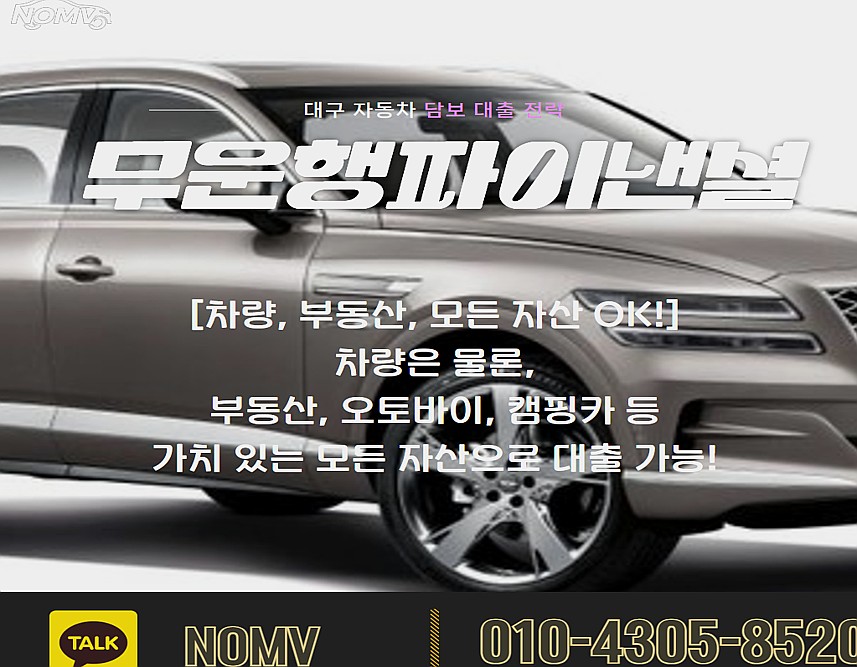 NOMV
대구 자동차 담보 대출 전략
무운행파이낸셜
[차량, 부동산, 모든 자산 OK!]
차량은 물론,
부동산, 오토바이, 캠핑카 등
가치 있는 모든 자산으로 대출 가능!
TALK NOMV 010-4305-8520